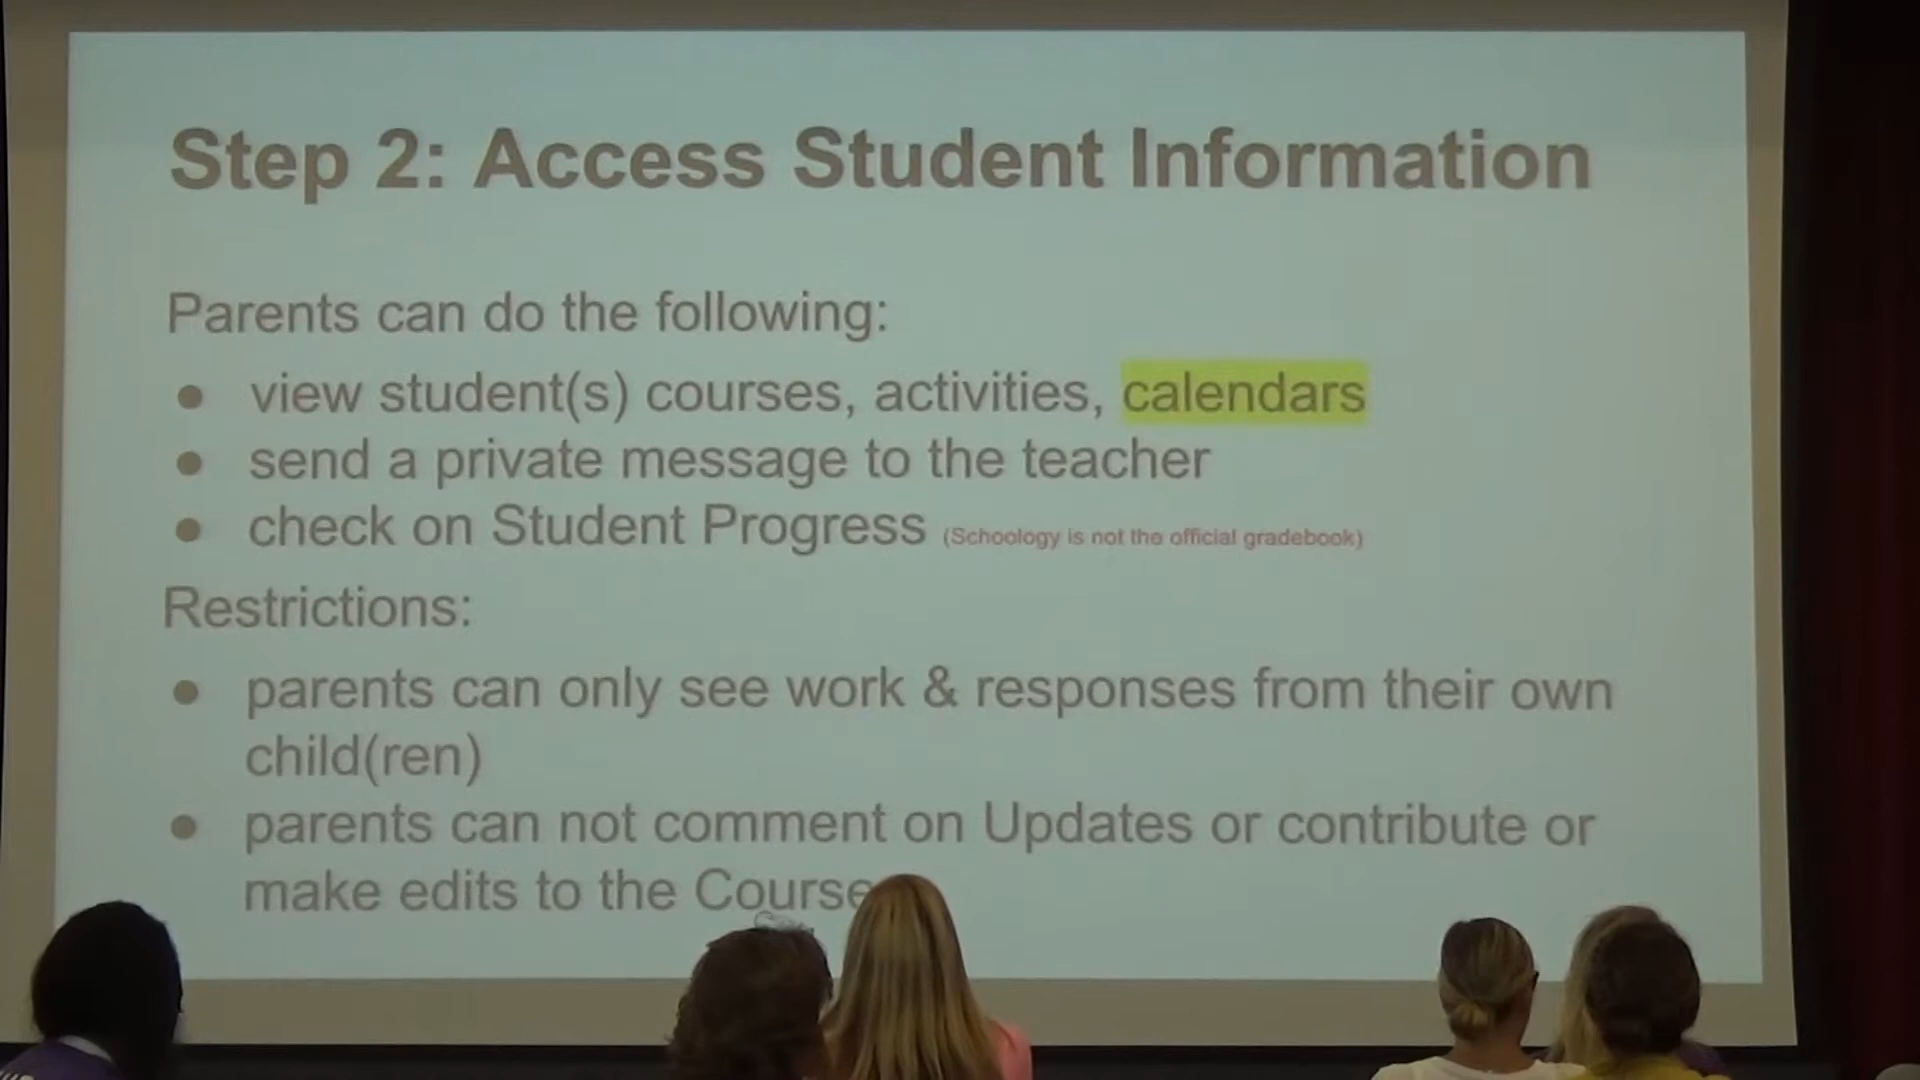 Step 2: Access Student Information
Parents can do the following:
● view student(s) courses, activities, calendars
● send a private message to the teacher
● check on Student Progress (Schoology is not the official gradebook)
Restrictions:
● parents can only see work & responses from their own
child(ren)
● parents can not comment on Updates or contribute or
make edits to the Course